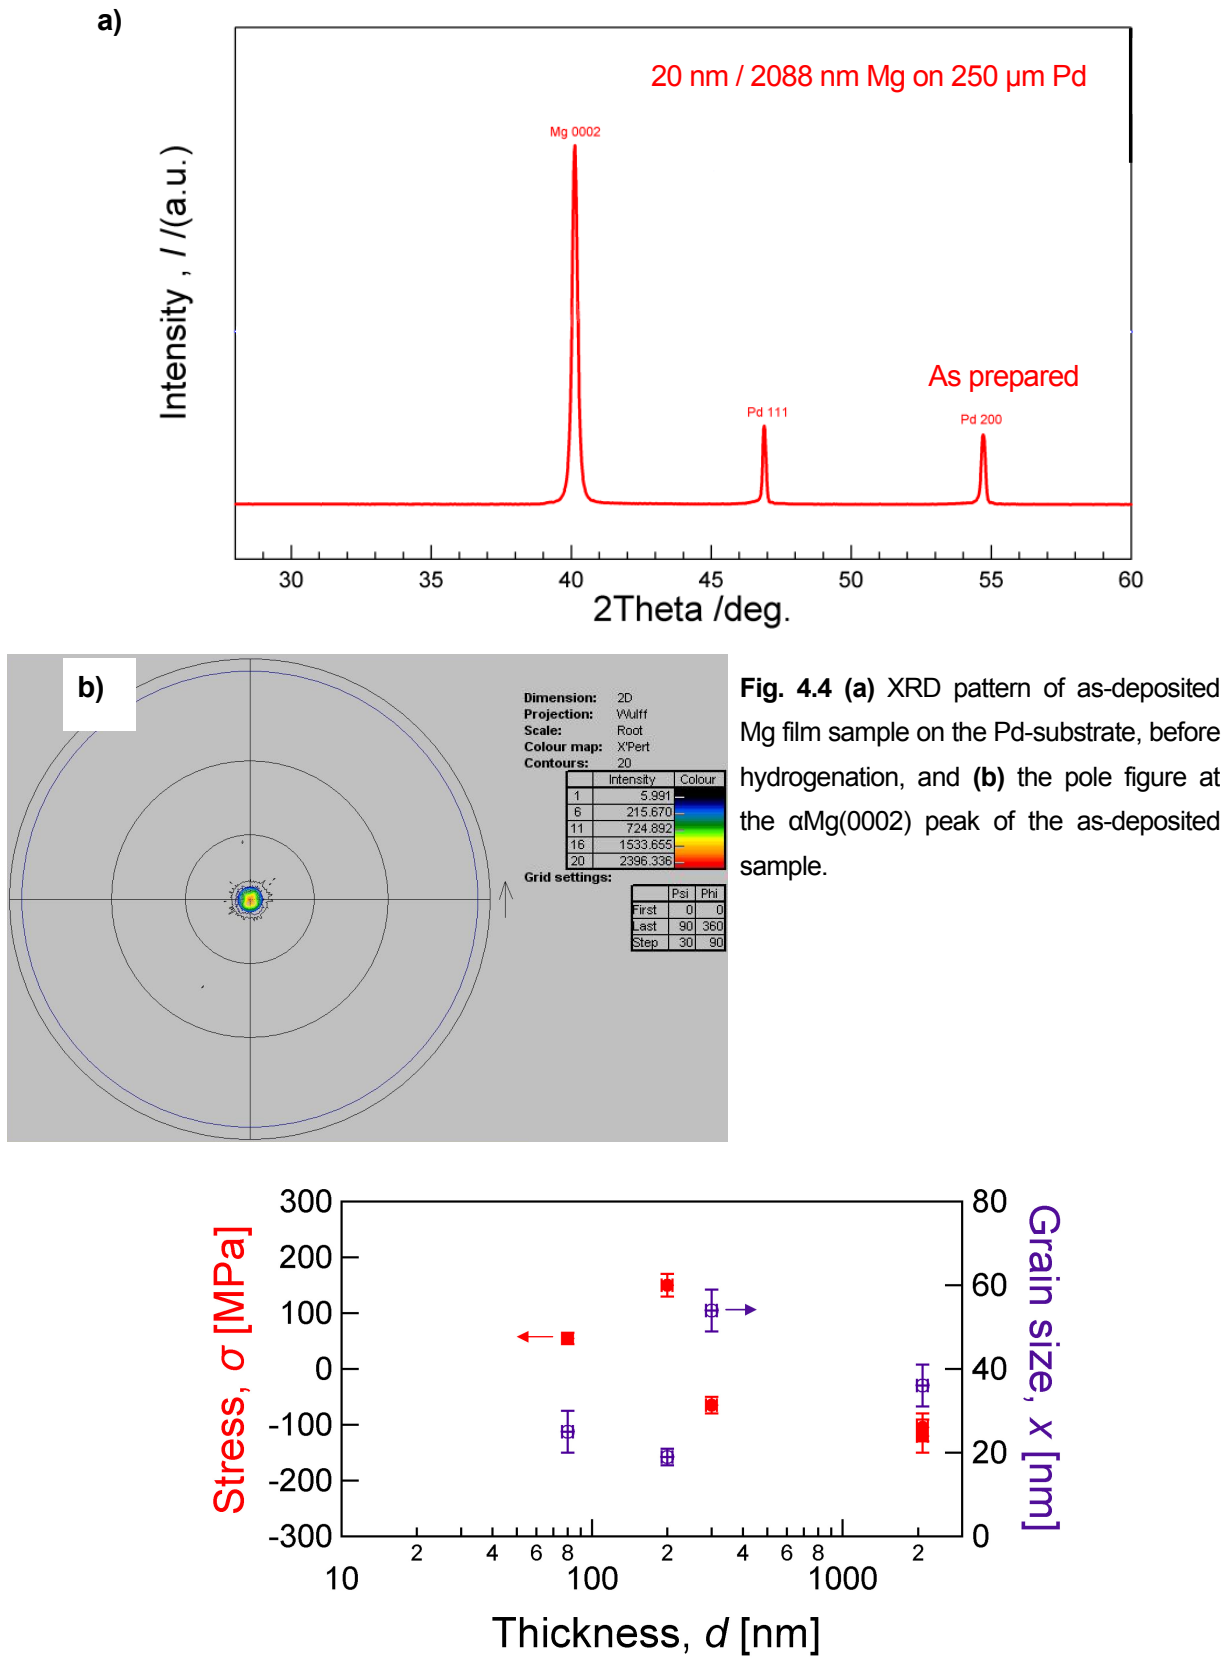 a)
20 nm / 2088 nm Mg on 250 µm Pd
Mg 0002
As prepared
Pd 111
Pd 200
Intensity , I /(a.u.)
30 35 40 45 50 55 60
2Theta /deg.
b)
Dimension: 2D
Projection: Wulff
Scale: Root
Colour map: X'Pert
Contours: 20
Intensity Colour
1 5.991
6 215.670
11 724.892
16 1533.655
20 2396.336
Grid settings:
Psi Phi
First 0 0
Last 90 360
Step 30 90
Fig. 4.4 (a) XRD pattern of as-deposited
Mg film sample on the Pd-substrate, before
hydrogenation, and (b) the pole figure at
the αMg(0002) peak of the as-deposited
sample.
Stress, σ [MPa]
300
200
100
0
-100
-200
-300
80
60
40
20
0
Grain size, x [nm]
2 4 6 8 2 4 6 8 2
10 100 1000
Thickness, d [nm]